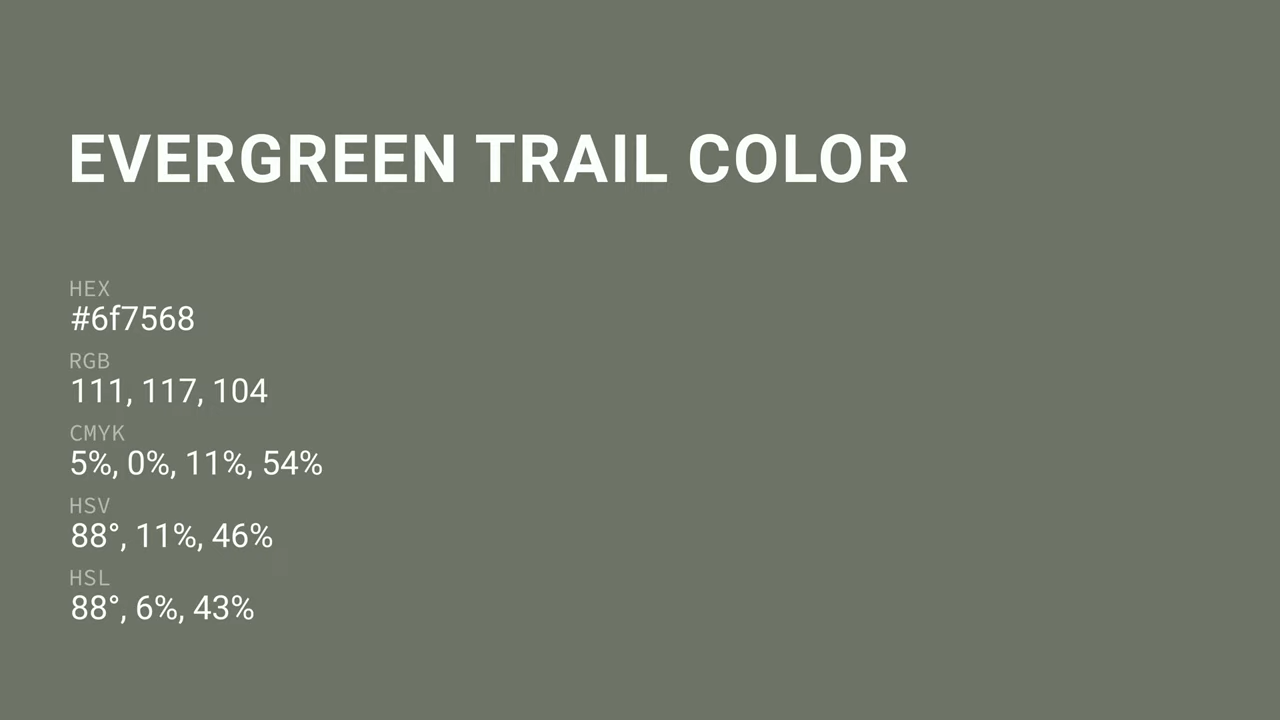 EVERGREEN TRAIL COLOR
HEX
#6f7568
RGB
111, 117, 104
CMYK
5%, 0%, 11%, 54%
HSV
88°, 11%, 46%
HSL
88°, 6%, 43%